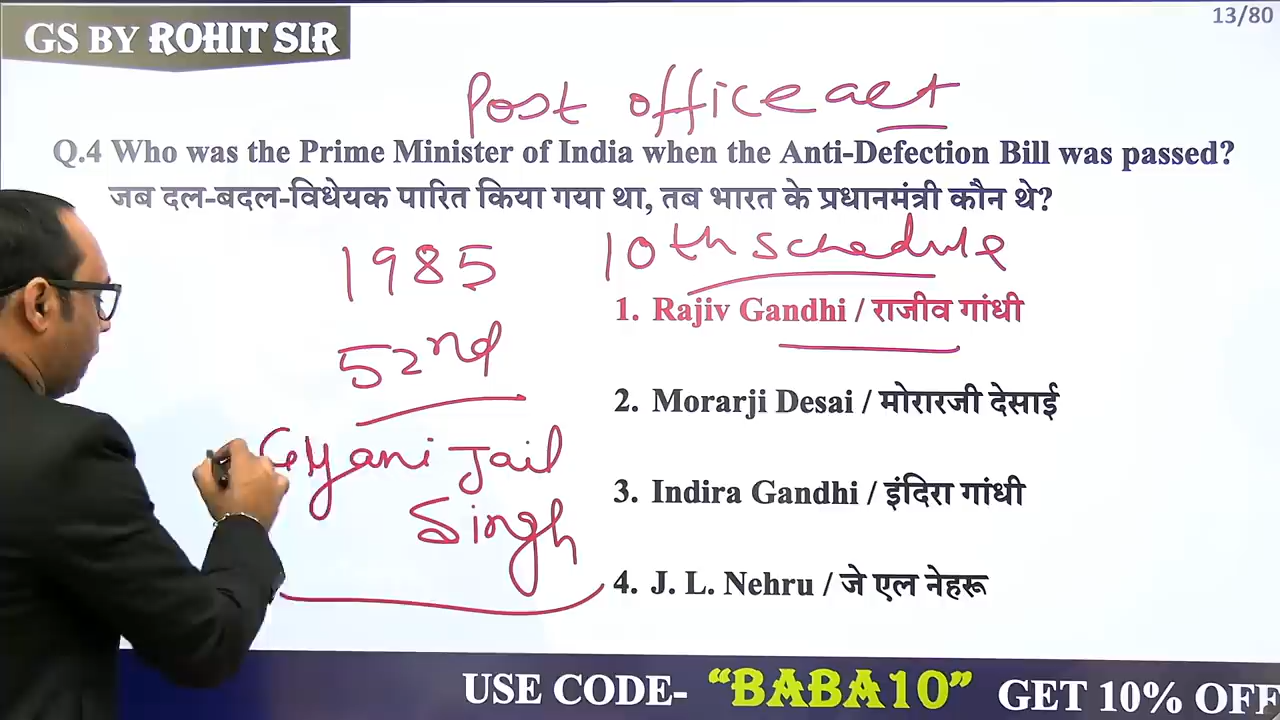 GS BY ROHIT SIR
13/80
Post office act
Q.4 Who was the Prime Minister of India when the Anti-Defection Bill was passed?
जब दल-बदल-विधेयक पारित किया गया था, तब भारत के प्रधानमंत्री कौन थे?
1985
10th schedule
1. Rajiv Gandhi / राजीव गांधी
52nd
2. Morarji Desai / मोरारजी देसाई
Gyani Jail
Singh
3. Indira Gandhi / इंदिरा गांधी
4. J. L. Nehru / जे एल नेहरू
USE CODE- “BABA10” GET 10% OFF